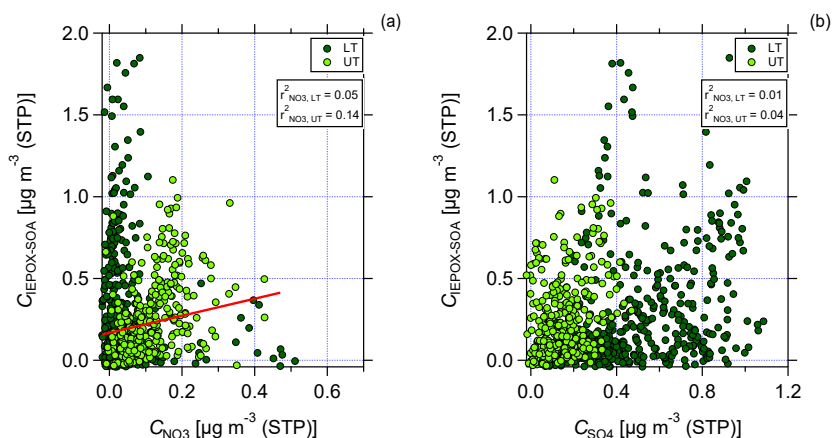 (a)
2.0
1.5
1.0
0.5
0.0
C_IEPOX-SOA [µg m⁻³ (STP)]
LT
UT
r²_NO3, LT = 0.05
r²_NO3, UT = 0.14
0.0 0.2 0.4 0.6
C_NO3 [µg m⁻³ (STP)]
(b)
2.0
1.5
1.0
0.5
0.0
C_IEPOX-SOA [µg m⁻³ (STP)]
LT
UT
r²_NO3, LT = 0.01
r²_NO3, UT = 0.04
0.0 0.4 0.8 1.2
C_SO4 [µg m⁻³ (STP)]